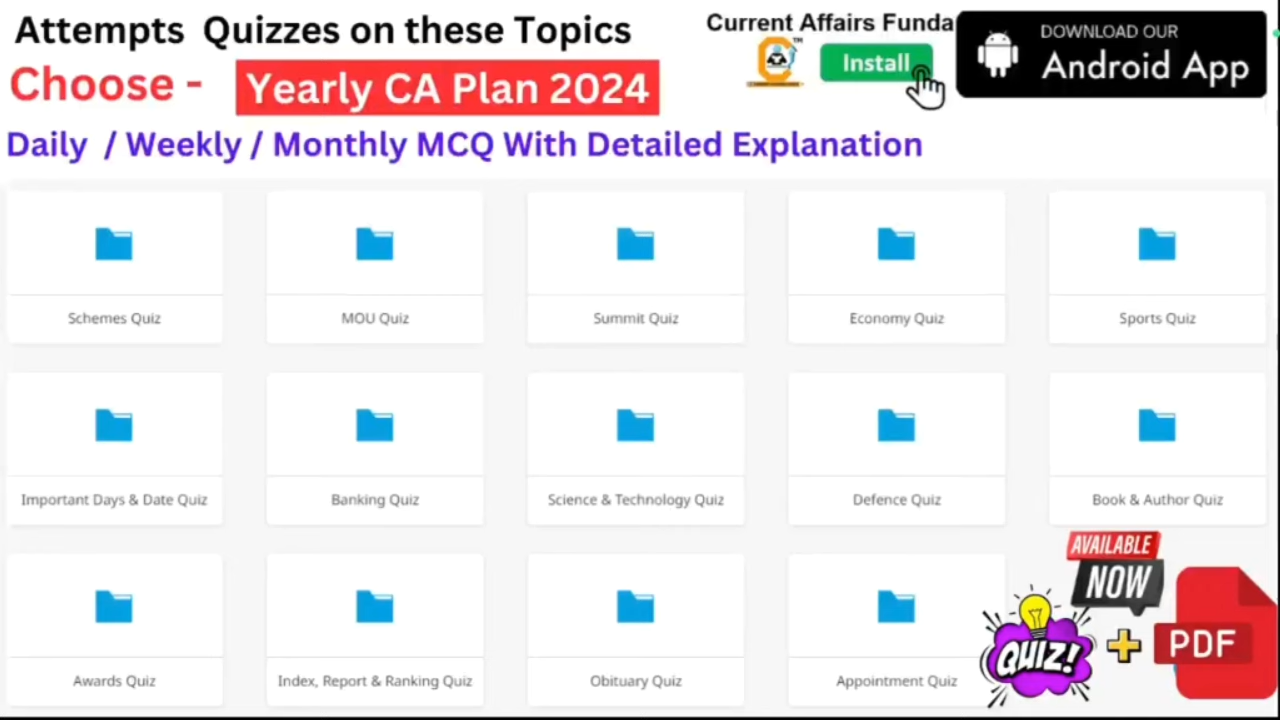 Attempts Quizzes on these Topics
Current Affairs Funda
Install
DOWNLOAD OUR
Android App
Choose - Yearly CA Plan 2024
Daily / Weekly / Monthly MCQ With Detailed Explanation
Schemes Quiz
MOU Quiz
Summit Quiz
Economy Quiz
Sports Quiz
Important Days & Date Quiz
Banking Quiz
Science & Technology Quiz
Defence Quiz
Book & Author Quiz
Awards Quiz
Index, Report & Ranking Quiz
Obituary Quiz
Appointment Quiz
AVAILABLE
NOW
QUIZ!
+
PDF